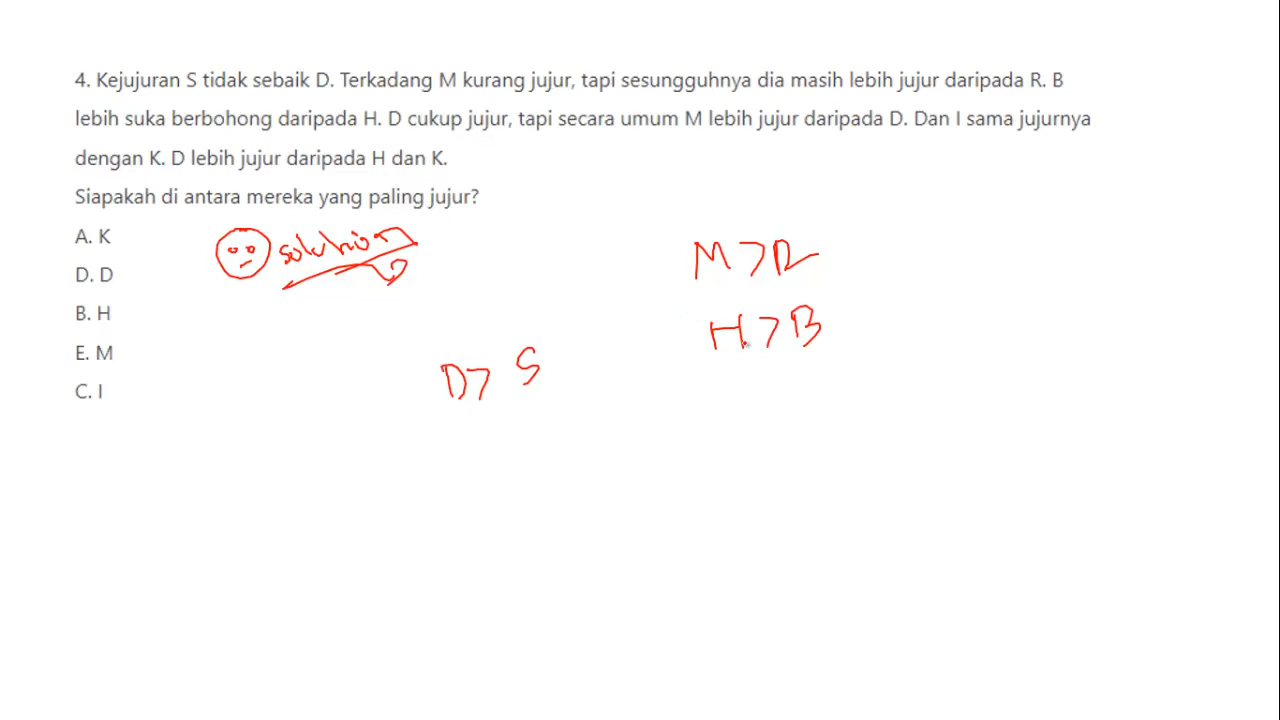 4. Kejujuran S tidak sebaik D. Terkadang M kurang jujur, tapi sesungguhnya dia masih lebih jujur daripada R. B
lebih suka berbohong daripada H. D cukup jujur, tapi secara umum M lebih jujur daripada D. Dan I sama jujurnya
dengan K. D lebih jujur daripada H dan K.
Siapakah di antara mereka yang paling jujur?
A. K
D. D
B. H
E. M
C. I
solution
M > R
H > B
D > S